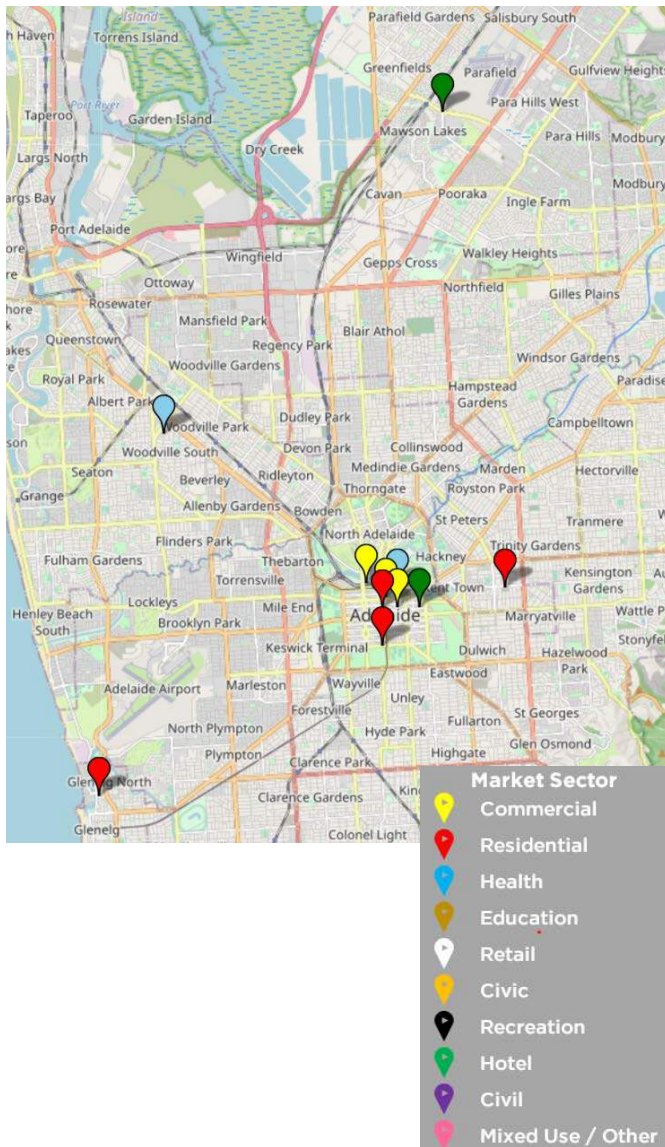 Parafield Gardens
Salisbury South
Haven
Torrens Island
Greenfields
Parafield
Gulfview Heights
Port River
Taperoo
Garden Island
Para Hills West
Mawson Lakes
Para Hills
Modbury
Largs North
Dry Creek
Largs Bay
Cavan
Pooraka
Modbury
Ingle Farm
Port Adelaide
Wingfield
Walkley Heights
Ottoway
Gepps Cross
Northfield
Rosewater
Gilles Plains
Mansfield Park
Blair Athol
Queenstown
Regency Park
Windsor Gardens
Woodville Gardens
Royal Park
Hampstead
Gardens
Paradise
Albert Park
Dudley Park
Campbelltown
Woodville Park
Collinswood
Woodville South
Devon Park
Medindie Gardens
Marden
Hectorville
Seaton
Beverley
Ridleyton
Royston Park
Grange
Thorngate
Allenby Gardens
Bowden
St Peters
Tranmere
Flinders Park
North Adelaide
Trinity Gardens
Fulham Gardens
Thebarton
Hackney
Kensington
Gardens
Torrensville
Kent Town
Lockleys
Mile End
Adelaide
Marryatville
Wattle P
Henley Beach
South
Brooklyn Park
Keswick Terminal
Dulwich
Hazelwood
Park
Stonyfel
Adelaide Airport
Marleston
Wayville
Eastwood
Unley
Forestville
Fullarton
St Georges
North Plympton
Hyde Park
Glen Osmond
Plympton
Highgate
Glenelg North
Clarence Park
Clarence Gardens
Glenelg
Colonel Light
Market Sector
Commercial
Residential
Health
Education
Retail
Civic
Recreation
Hotel
Civil
Mixed Use / Other